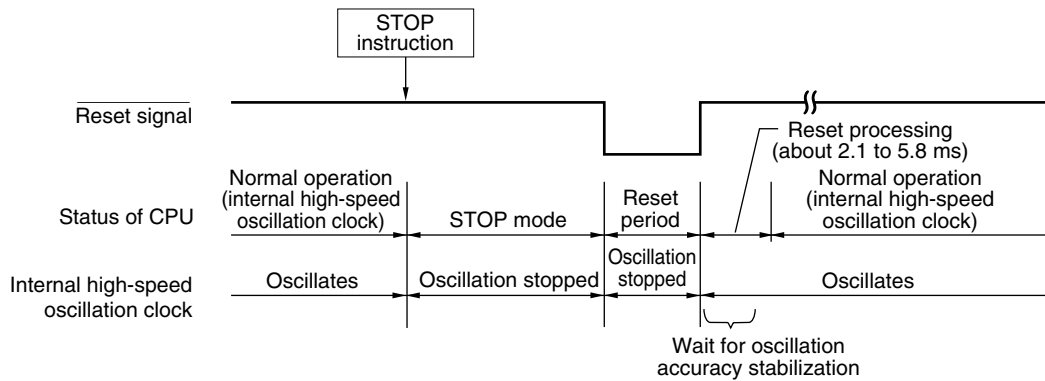 STOP
instruction
Reset signal
Reset processing
(about 2.1 to 5.8 ms)
Status of CPU
Normal operation
(internal high-speed
oscillation clock)
STOP mode
Reset
period
Normal operation
(internal high-speed
oscillation clock)
Internal high-speed
oscillation clock
Oscillates
Oscillation stopped
Oscillation
stopped
Oscillates
Wait for oscillation
accuracy stabilization